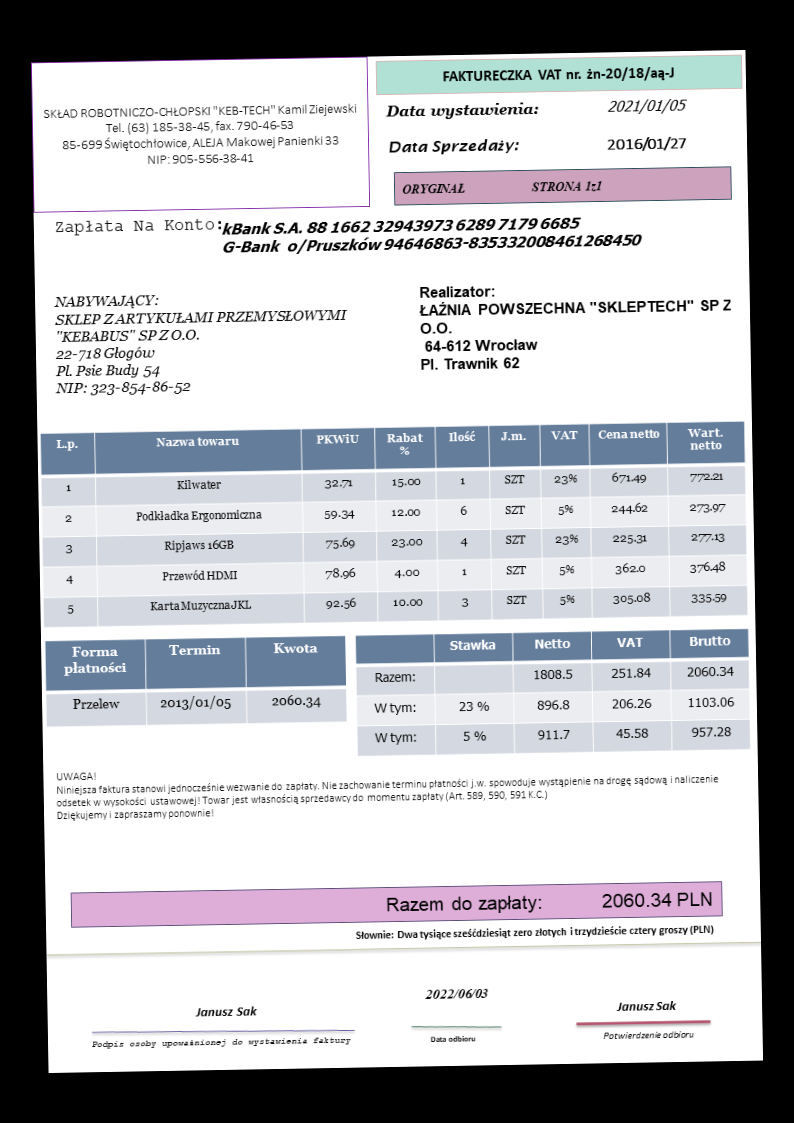 SKŁAD ROBOTNICZO-CHŁOPSKI "KEB-TECH" Kamil Ziejewski
Tel. (63) 185-38-45, fax. 790-46-53
85-699 Świętochłowice, ALEJA Makowej Panienki 33
NIP: 905-556-38-41
FAKTURECZKA VAT nr. żn-20/18/aą-J
Data wystawienia: 2021/01/05
Data Sprzedaży: 2016/01/27
ORYGINAŁ STRONA 1z1
Zapłata Na Konto: kBank S.A. 88 1662 32943973 6289 7179 6685
G-Bank o/Pruszków 94646863-835332008461268450
NABYWAJĄCY:
SKLEP Z ARTYKUŁAMI PRZEMYSŁOWYMI
"KEBABUS" SP Z O.O.
22-718 Głogów
Pl. Psie Budy 54
NIP: 323-854-86-52
Realizator:
ŁAŹNIA POWSZECHNA "SKLEPTECH" SP Z
O.O.
64-612 Wrocław
Pl. Trawnik 62
L.p. Nazwa towaru PKWiU Rabat % Ilość J.m. VAT Cena netto Wart. netto
1 Kilwater 32.71 15.00 1 SZT 23% 671.49 772.21
2 Podkładka Ergonomiczna 59.34 12.00 6 SZT 5% 244.62 273.97
3 Ripjaws 16GB 75.69 23.00 4 SZT 23% 225.31 277.13
4 Przewód HDMI 78.96 4.00 1 SZT 5% 362.0 376.48
5 Karta Muzyczna JKL 92.56 10.00 3 SZT 5% 305.08 335.59
Forma płatności Termin Kwota
Przelew 2013/01/05 2060.34
Stawka Netto VAT Brutto
Razem: 1808.5 251.84 2060.34
W tym: 23 % 896.8 206.26 1103.06
W tym: 5 % 911.7 45.58 957.28
UWAGA!
Niniejsza faktura stanowi jednocześnie wezwanie do zapłaty. Nie zachowanie terminu płatności j.w. spowoduje wystąpienie na drogę sądową i naliczenie
odsetek w wysokości ustawowej! Towar jest własnością sprzedawcy do momentu zapłaty (Art. 589, 590, 591 K.C.)
Dziękujemy i zapraszamy ponownie!
Razem do zapłaty: 2060.34 PLN
Słownie: Dwa tysiące sześćdziesiąt zero złotych i trzydzieście cztery groszy (PLN)
Janusz Sak
Podpis osoby upoważnionej do wystawienia faktury
2022/06/03
Data odbioru
Janusz Sak
Potwierdzenie odbioru